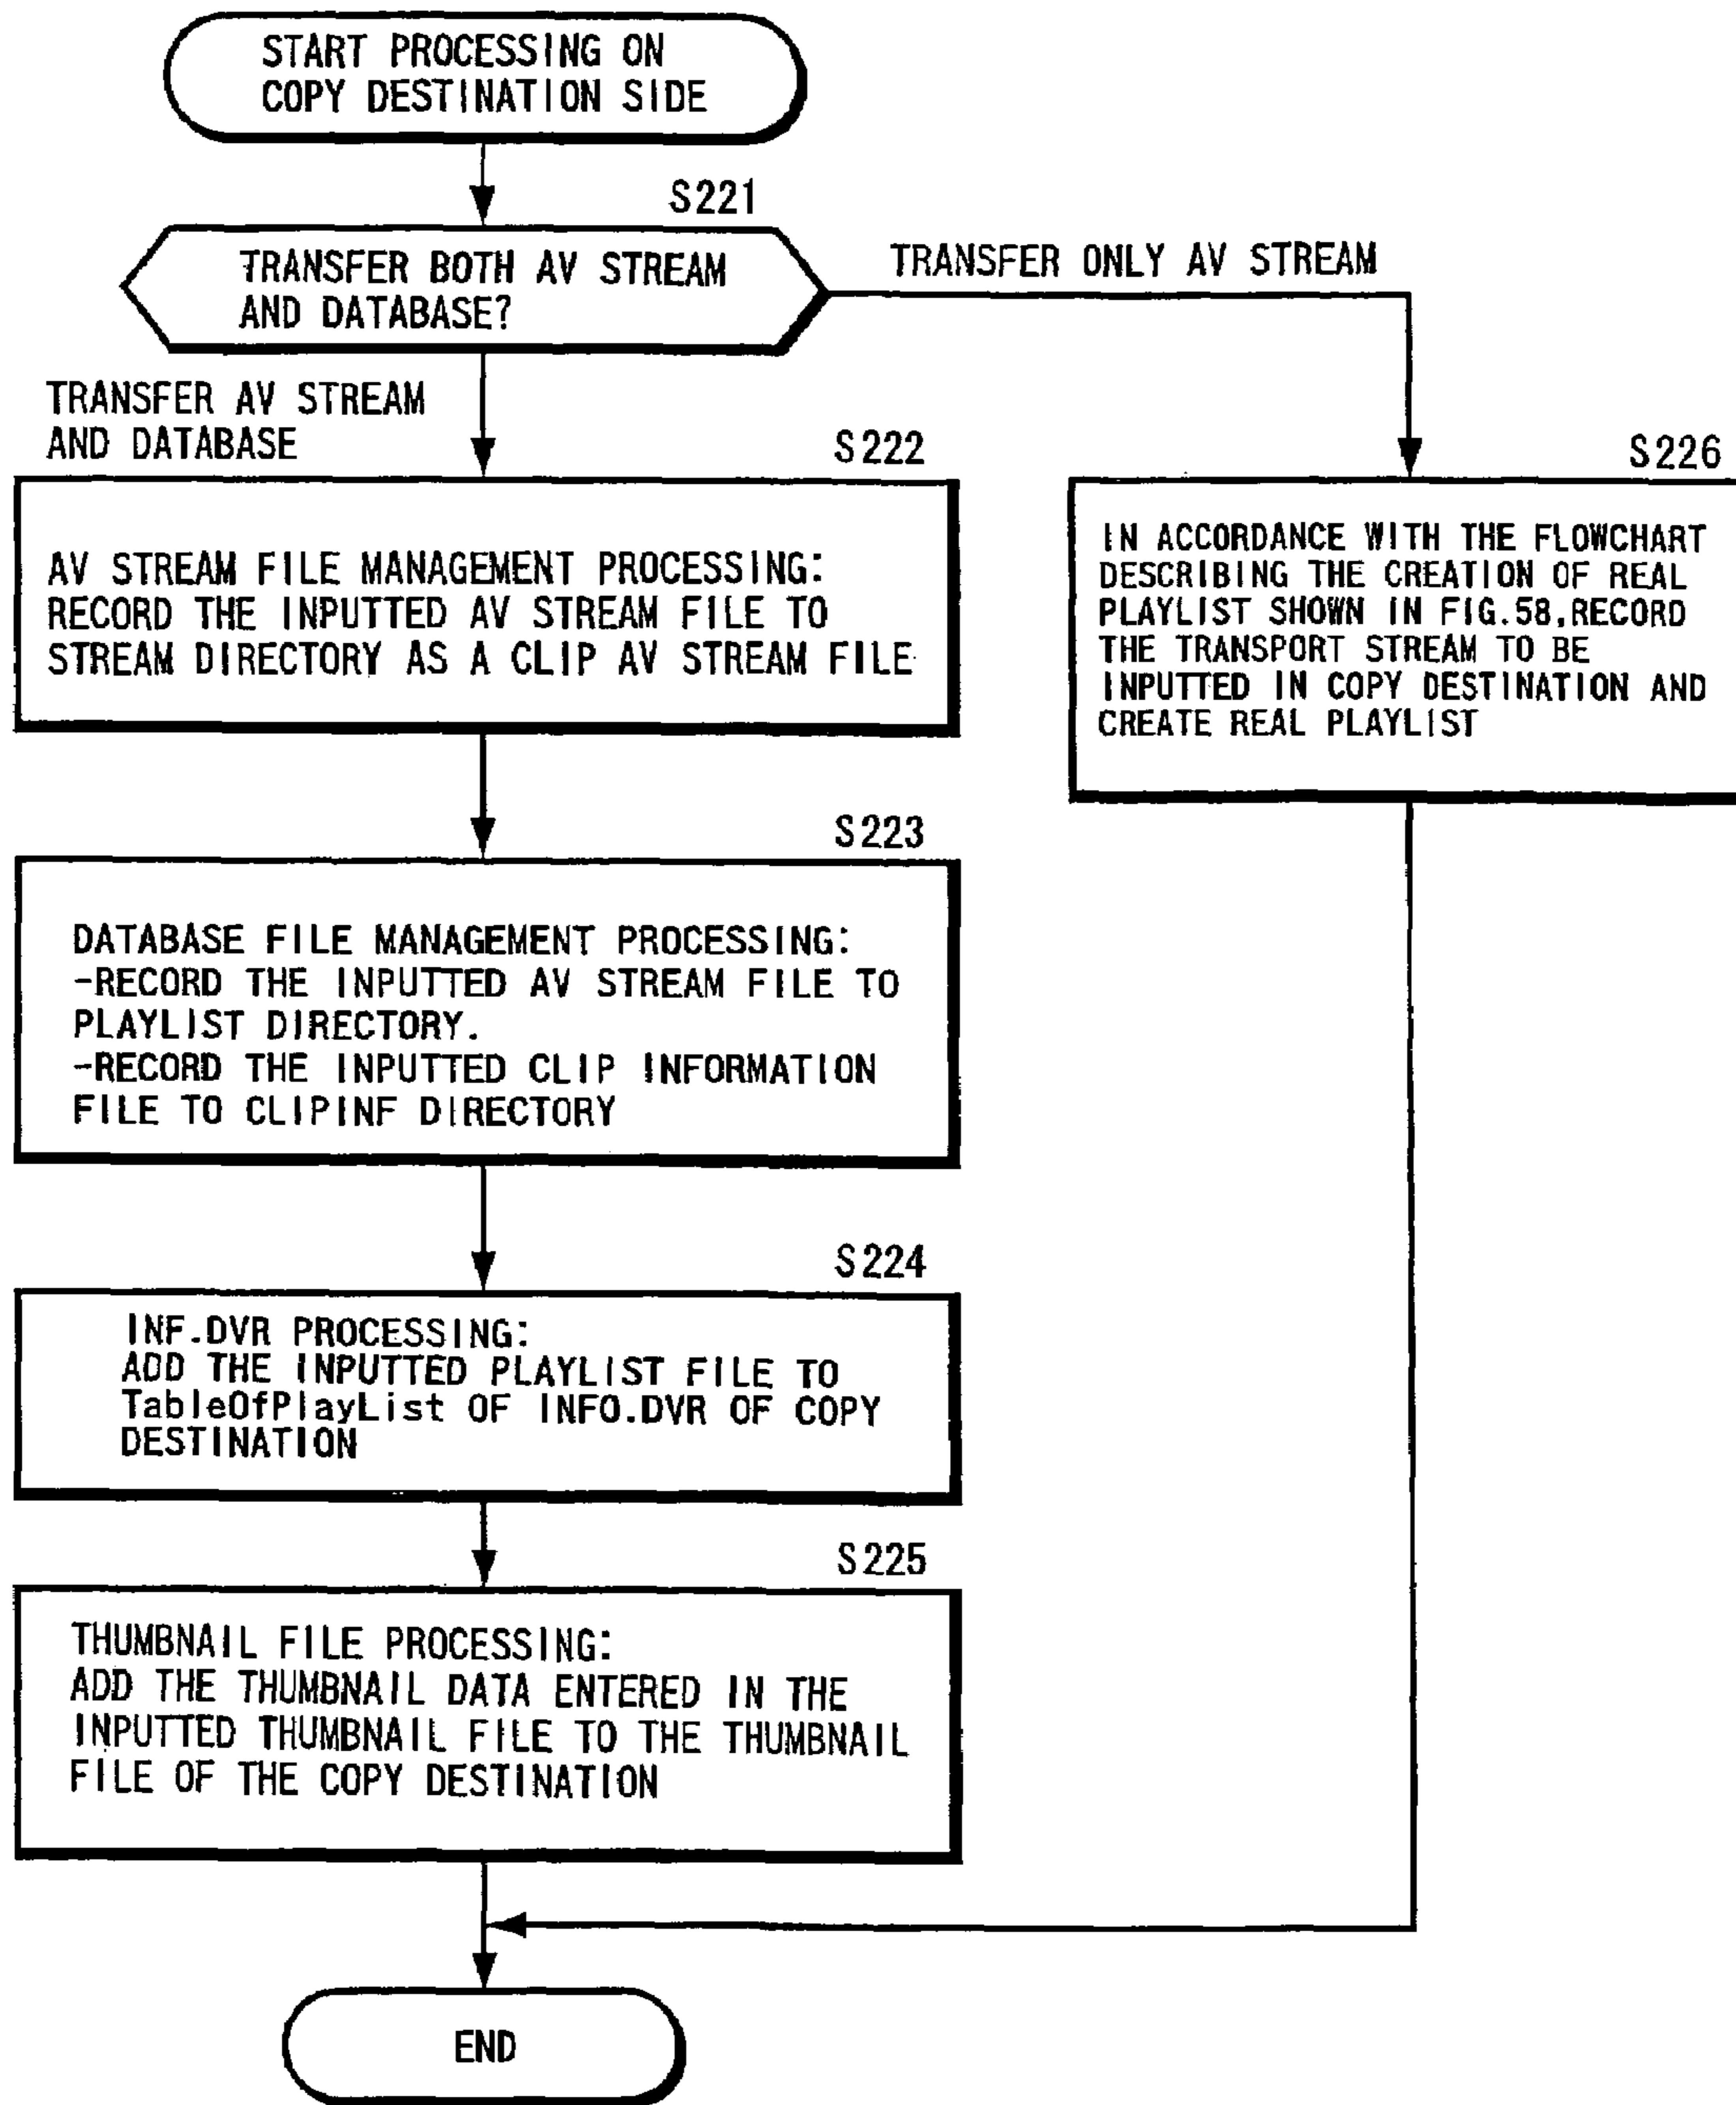 START PROCESSING ON
COPY DESTINATION SIDE
S221
TRANSFER BOTH AV STREAM
AND DATABASE?
TRANSFER ONLY AV STREAM
TRANSFER AV STREAM
AND DATABASE
S222
AV STREAM FILE MANAGEMENT PROCESSING:
RECORD THE INPUTTED AV STREAM FILE TO
STREAM DIRECTORY AS A CLIP AV STREAM FILE
S226
IN ACCORDANCE WITH THE FLOWCHART
DESCRIBING THE CREATION OF REAL
PLAYLIST SHOWN IN FIG.58,RECORD
THE TRANSPORT STREAM TO BE
INPUTTED IN COPY DESTINATION AND
CREATE REAL PLAYLIST
S223
DATABASE FILE MANAGEMENT PROCESSING:
-RECORD THE INPUTTED AV STREAM FILE TO
PLAYLIST DIRECTORY.
-RECORD THE INPUTTED CLIP INFORMATION
FILE TO CLIPINF DIRECTORY
S224
INF.DVR PROCESSING:
ADD THE INPUTTED PLAYLIST FILE TO
TableOfPlayList OF INFO.DVR OF COPY
DESTINATION
S225
THUMBNAIL FILE PROCESSING:
ADD THE THUMBNAIL DATA ENTERED IN THE
INPUTTED THUMBNAIL FILE TO THE THUMBNAIL
FILE OF THE COPY DESTINATION
END